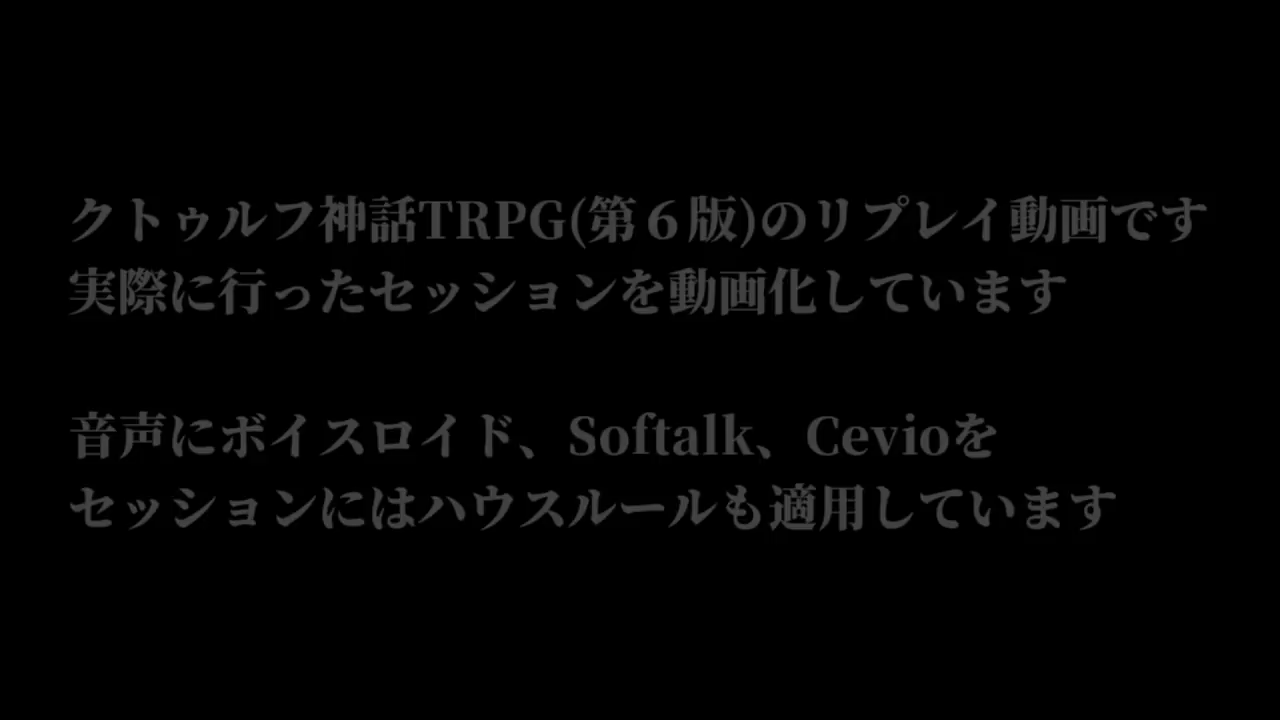 クトゥルフ神話TRPG(第６版)のリプレイ動画です
実際に行ったセッションを動画化しています
音声にボイスロイド、Softalk、Cevioを
セッションにはハウスルールも適用しています